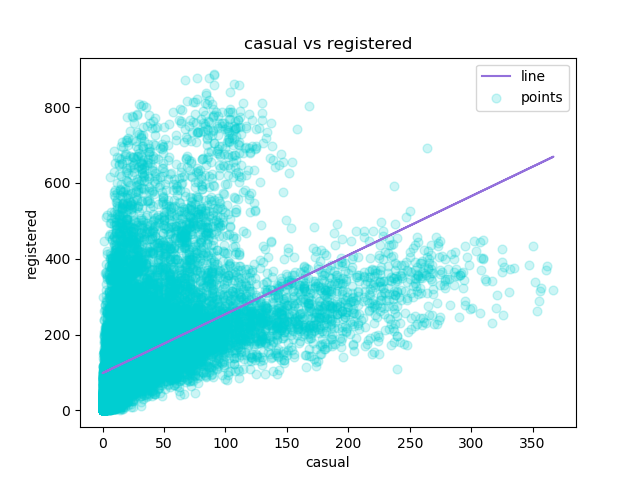 casual vs registered
line
points
800
600
400
200
0
registered
0 50 100 150 200 250 300 350
casual